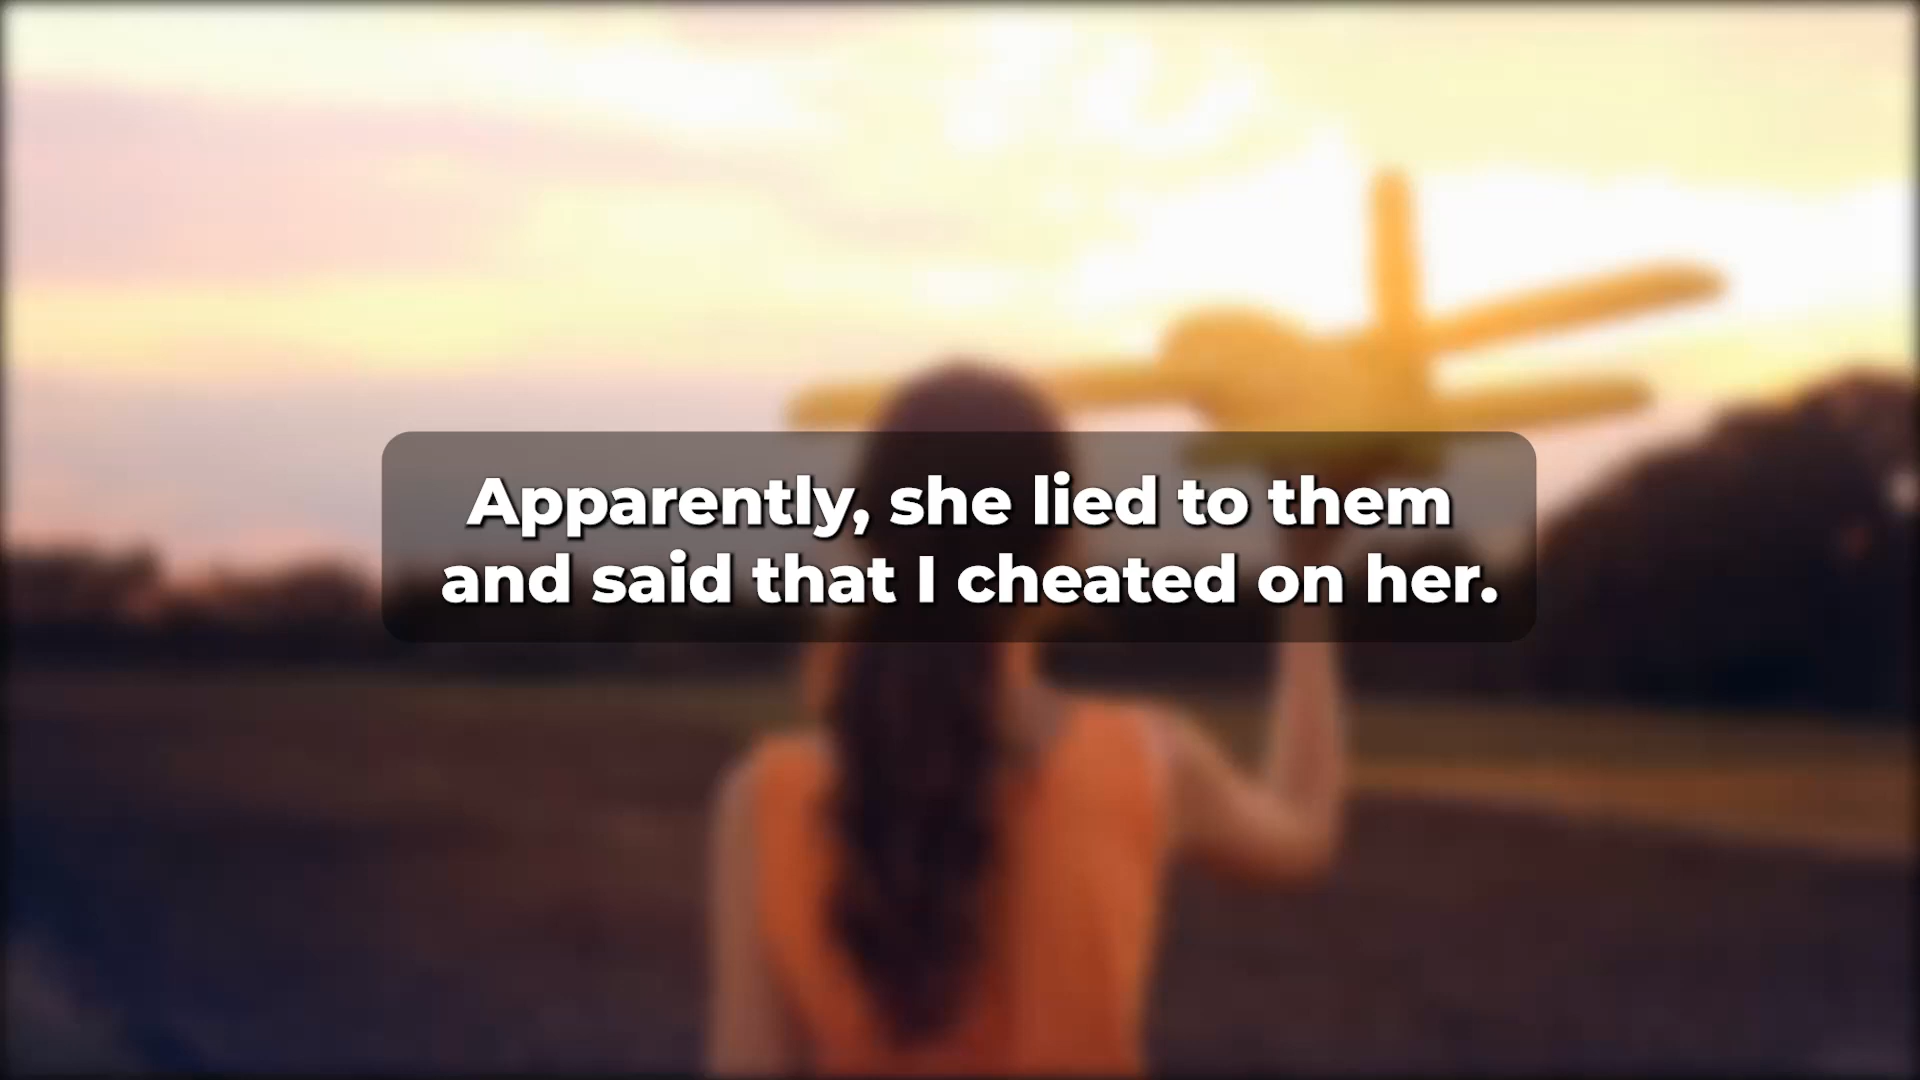 Apparently, she lied to them
and said that I cheated on her.